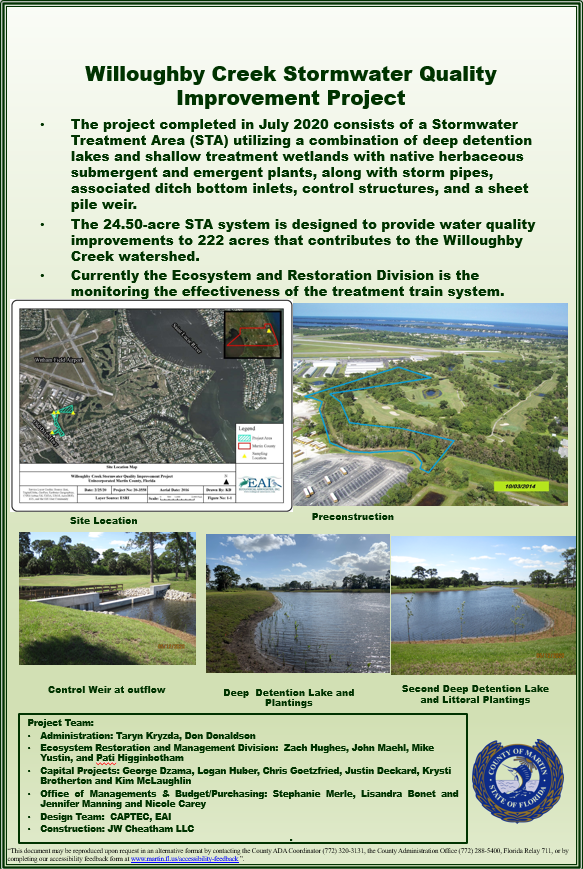 Willoughby Creek Stormwater Quality
Improvement Project
• The project completed in July 2020 consists of a Stormwater
Treatment Area (STA) utilizing a combination of deep detention
lakes and shallow treatment wetlands with native herbaceous
submergent and emergent plants, along with storm pipes,
associated ditch bottom inlets, control structures, and a sheet
pile weir.
• The 24.50-acre STA system is designed to provide water quality
improvements to 222 acres that contributes to the Willoughby
Creek watershed.
• Currently the Ecosystem and Restoration Division is the
monitoring the effectiveness of the treatment train system.
Witham Field Airport
Legend
Project Area
Martin County
Sampling
Location
Site Location Map
Willoughby Creek Stormwater Quality Improvement Project
Unincorporated Martin County, Florida
EAI
10/03/2014
Site Location
Preconstruction
Control Weir at outflow
Deep Detention Lake and
Plantings
Second Deep Detention Lake
and Littoral Plantings
Project Team:
• Administration: Taryn Kryzda, Don Donaldson
• Ecosystem Restoration and Management Division: Zach Hughes, John Maehl, Mike
Yustin, and Pati Higginbotham
• Capital Projects: George Dzama, Logan Huber, Chris Goetzfried, Justin Deckard, Krysti
Brotherton and Kim McLaughlin
• Office of Managements & Budget/Purchasing: Stephanie Merle, Lisandra Bonet and
Jennifer Manning and Nicole Carey
• Design Team: CAPTEC, EAI
• Construction: JW Cheatham LLC
COUNTY OF MARTIN
STATE OF FLORIDA
"This document may be reproduced upon request in an alternative format by contacting the County ADA Coordinator (772) 320-3131, the County Administration Office (772) 288-5400, Florida Relay 711, or by
completing our accessibility feedback form at www.martin.fl.us/accessibility-feedback ".